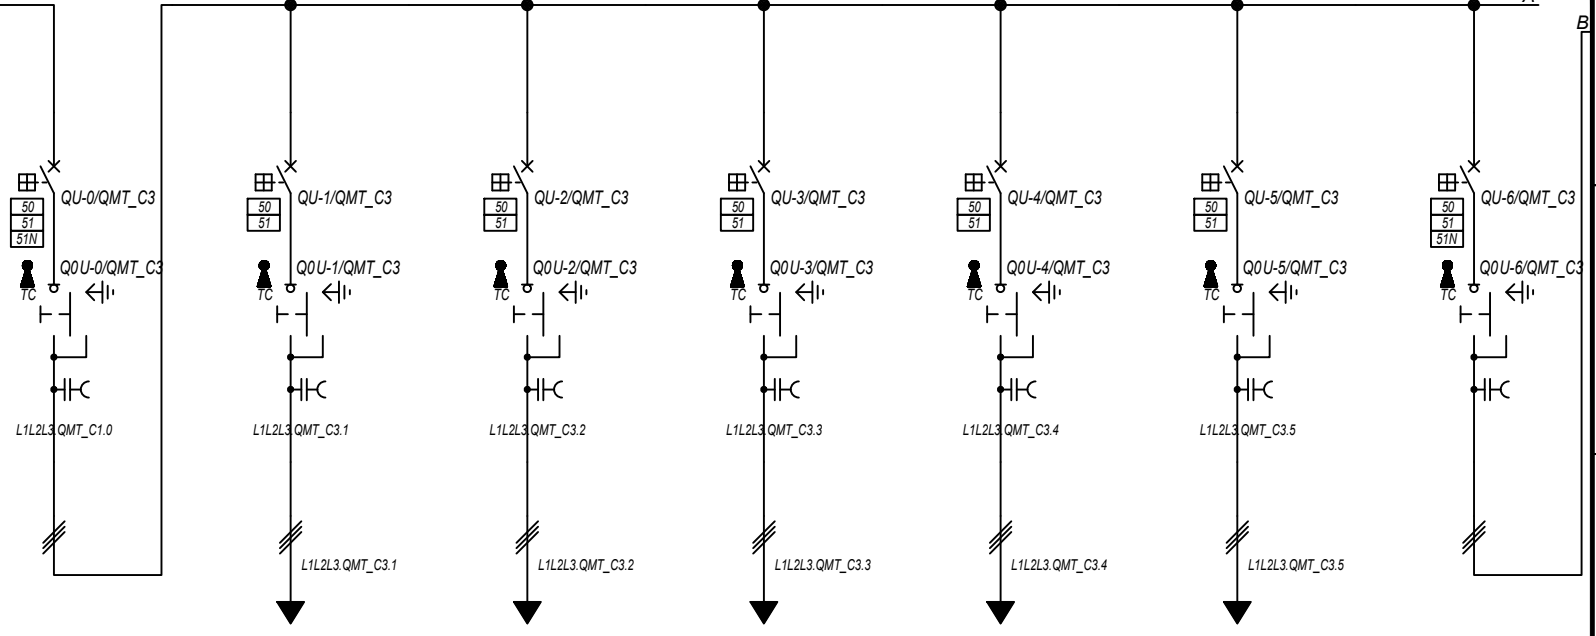 B
QU-0/QMT_C3
QU-1/QMT_C3
QU-2/QMT_C3
QU-3/QMT_C3
QU-4/QMT_C3
QU-5/QMT_C3
QU-6/QMT_C3
50
51
51N
50
51
50
51
50
51
50
51
50
51
50
51
51N
Q0U-0/QMT_C3
Q0U-1/QMT_C3
Q0U-2/QMT_C3
Q0U-3/QMT_C3
Q0U-4/QMT_C3
Q0U-5/QMT_C3
Q0U-6/QMT_C3
TC
TC
TC
TC
TC
TC
TC
L1L2L3.QMT_C1.0
L1L2L3.QMT_C3.1
L1L2L3.QMT_C3.2
L1L2L3.QMT_C3.3
L1L2L3.QMT_C3.4
L1L2L3.QMT_C3.5
L1L2L3.QMT_C3.1
L1L2L3.QMT_C3.2
L1L2L3.QMT_C3.3
L1L2L3.QMT_C3.4
L1L2L3.QMT_C3.5